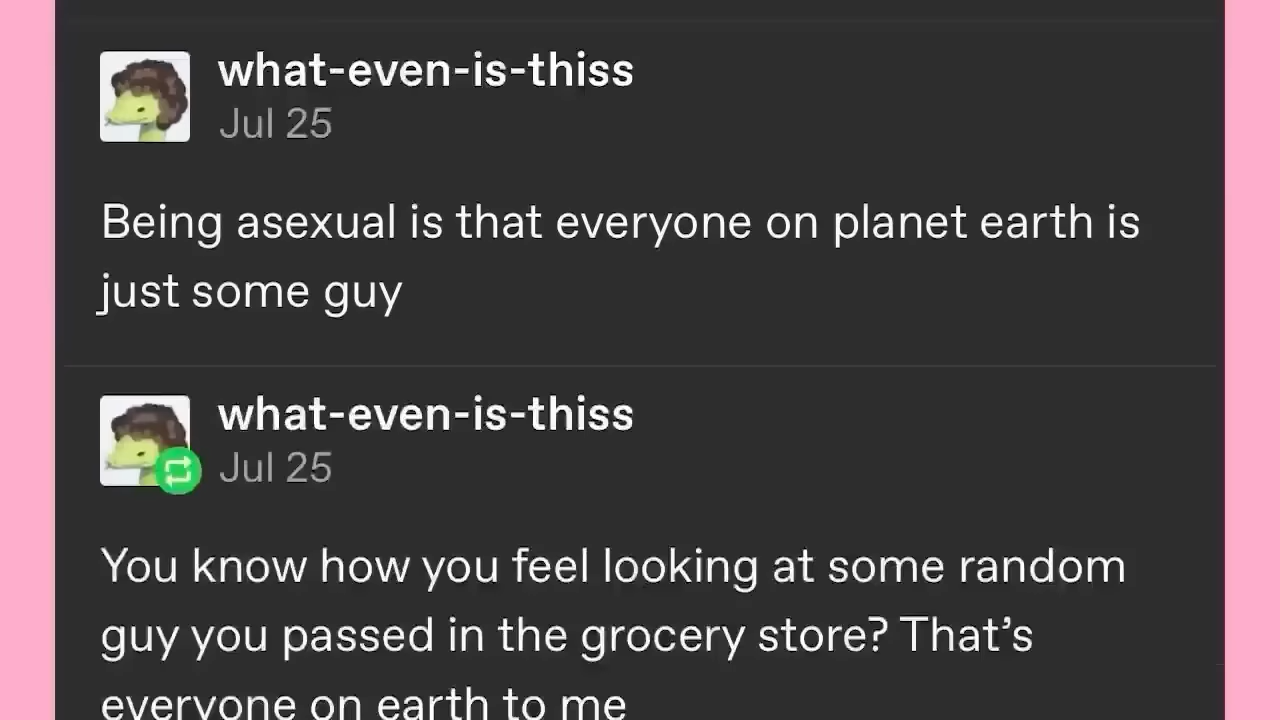 what-even-is-thiss
Jul 25
Being asexual is that everyone on planet earth is
just some guy
what-even-is-thiss
Jul 25
You know how you feel looking at some random
guy you passed in the grocery store? That’s
everyone on earth to me